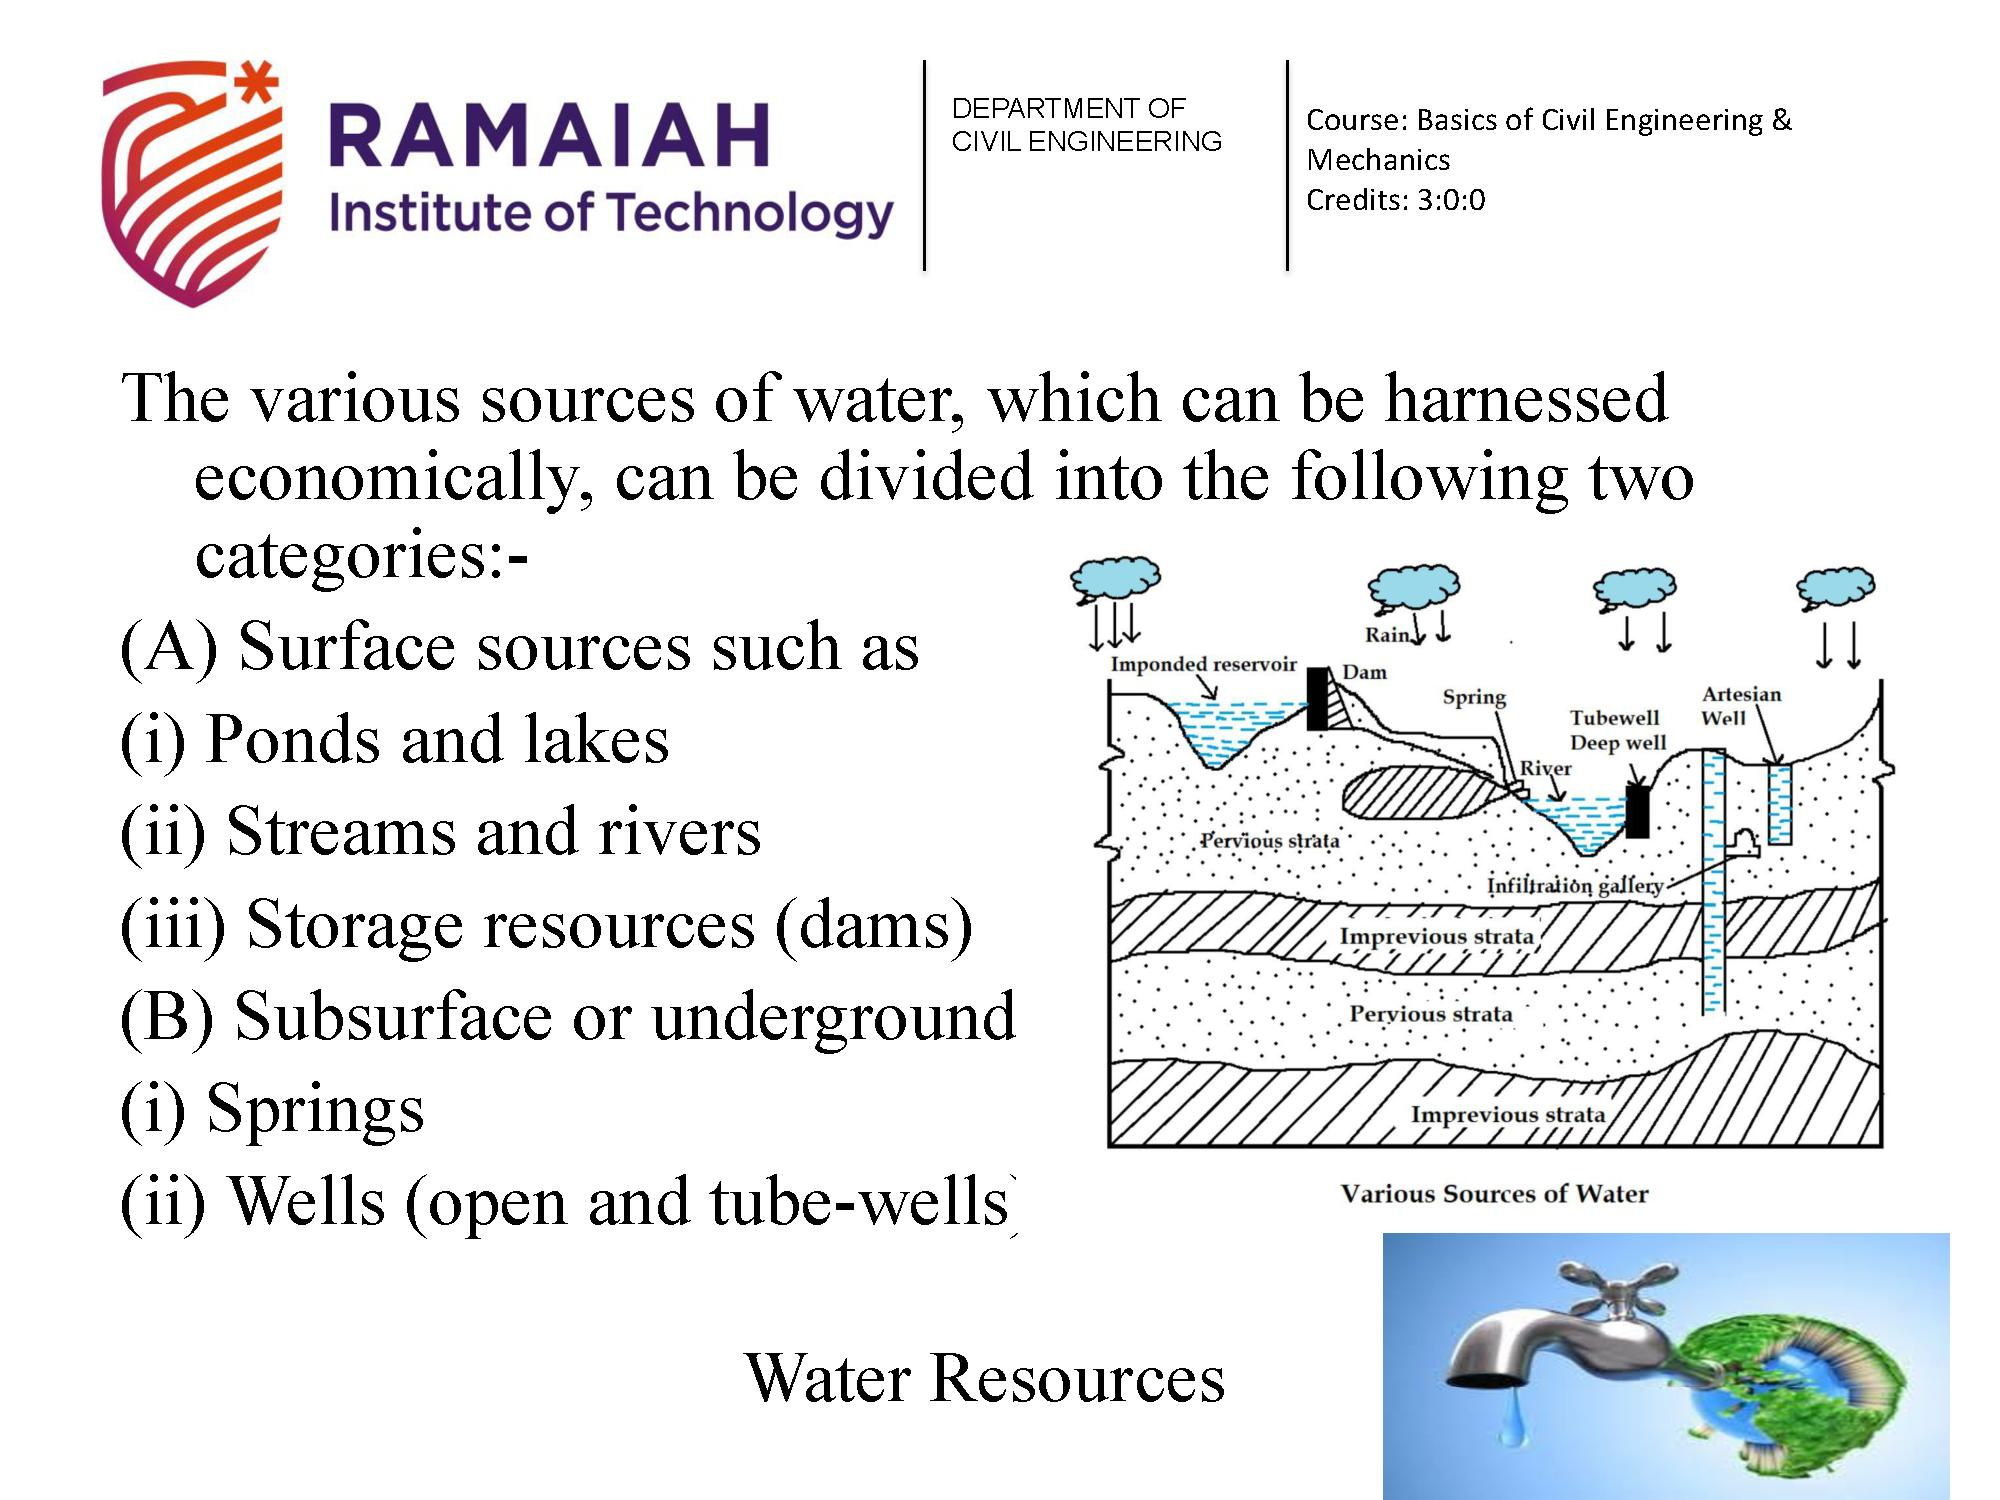 RAMAIAH
Institute of Technology
DEPARTMENT OF
CIVIL ENGINEERING
Course: Basics of Civil Engineering &
Mechanics
Credits: 3:0:0
The various sources of water, which can be harnessed
economically, can be divided into the following two
categories:-
(A) Surface sources such as
(i) Ponds and lakes
(ii) Streams and rivers
(iii) Storage resources (dams)
(B) Subsurface or underground
(i) Springs
(ii) Wells (open and tube-wells)
Rain
Imponded reservoir
Dam
Spring
Artesian
Well
Tubewell
Deep well
River
Pervious strata
Infiltration gallery
Imprevious strata
Pervious strata
Imprevious strata
Various Sources of Water
Water Resources